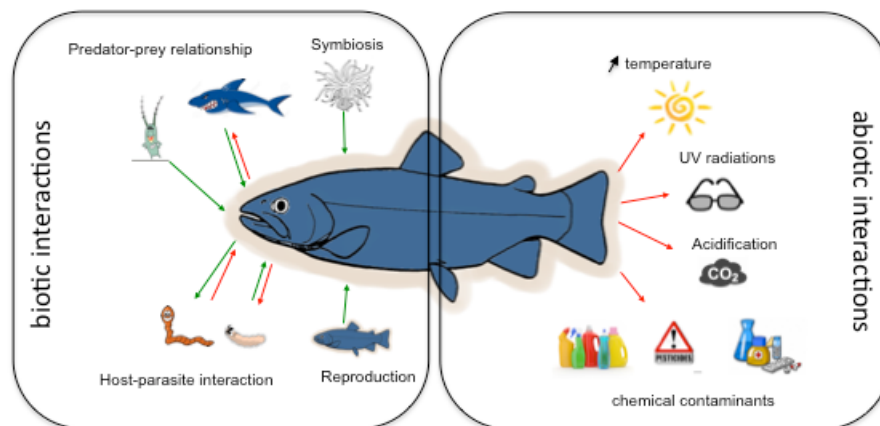 Predator-prey relationship
Symbiosis
biotic interactions
Host-parasite interaction
Reproduction
temperature
UV radiations
Acidification
CO₂
PISTICIDES
chemical contaminants
abiotic interactions